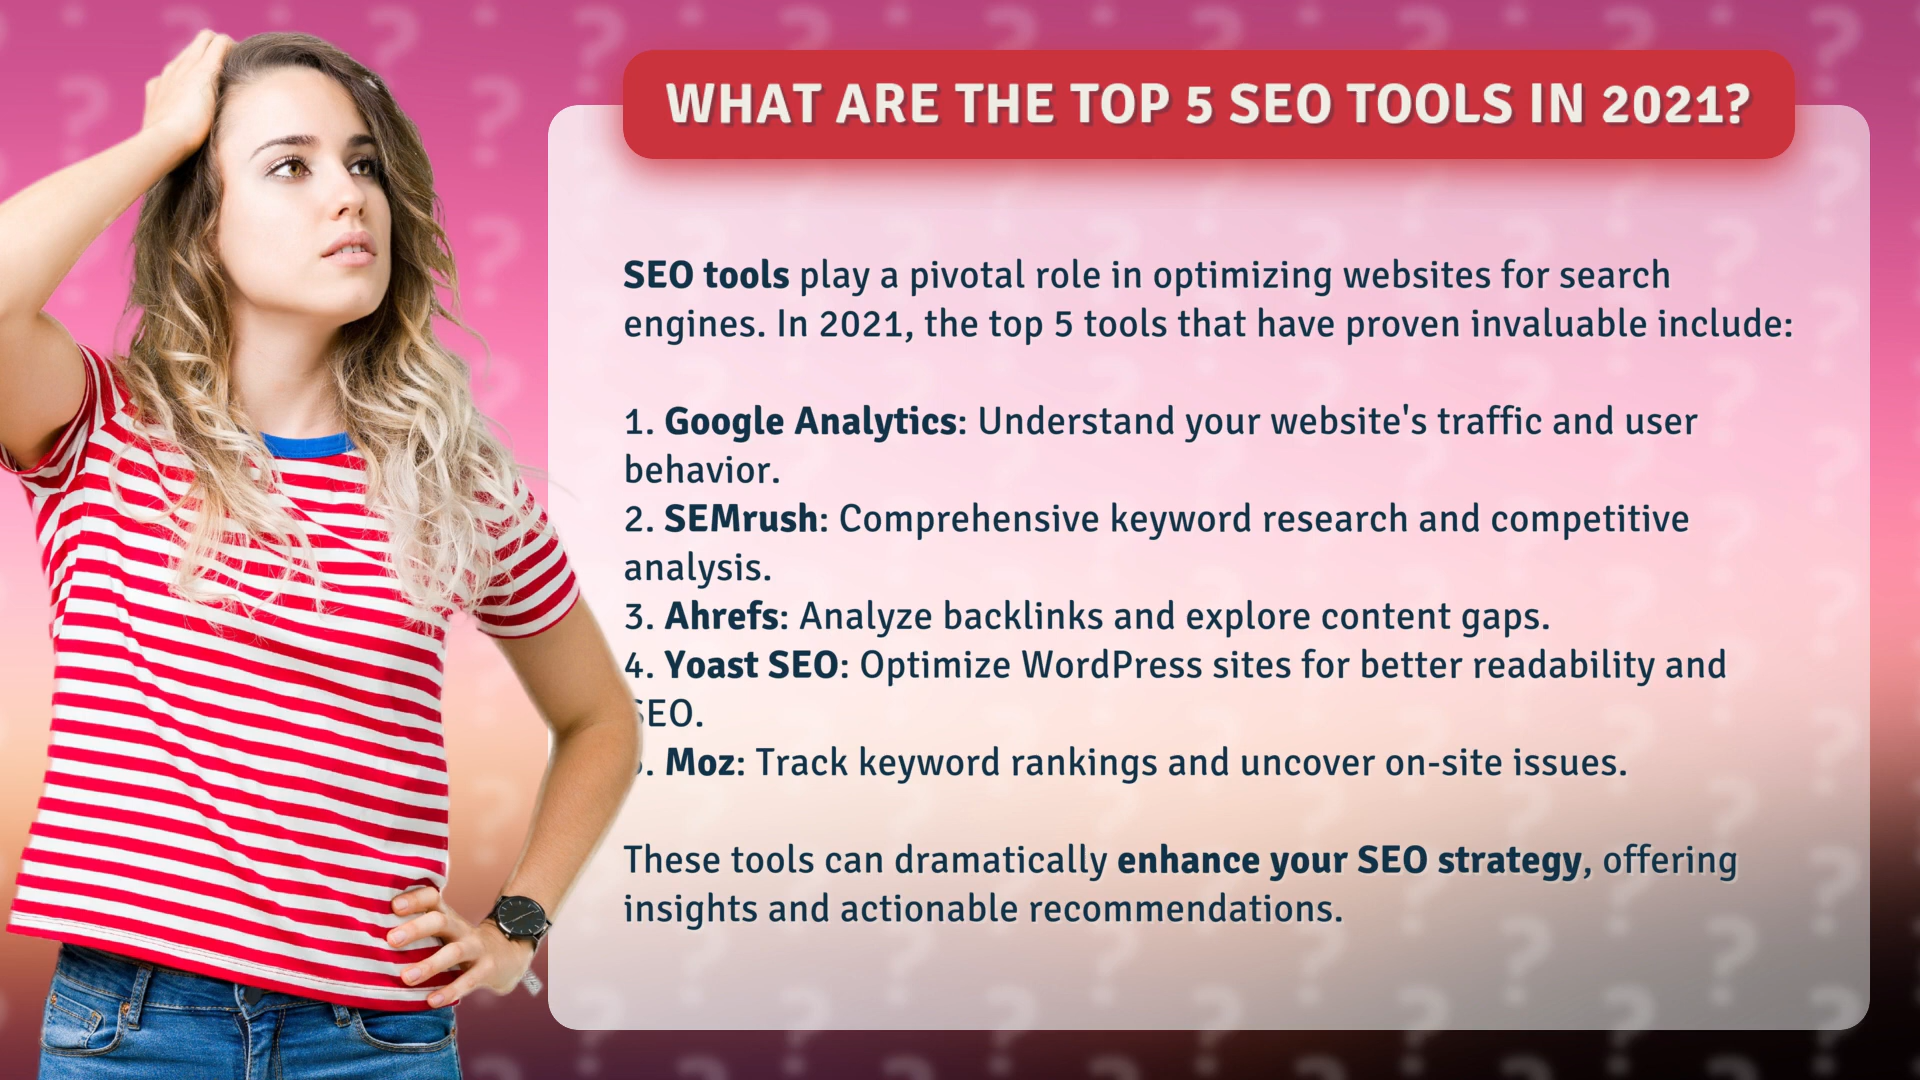 WHAT ARE THE TOP 5 SEO TOOLS IN 2021?
SEO tools play a pivotal role in optimizing websites for search
engines. In 2021, the top 5 tools that have proven invaluable include:
1. Google Analytics: Understand your website's traffic and user
behavior.
2. SEMrush: Comprehensive keyword research and competitive
analysis.
3. Ahrefs: Analyze backlinks and explore content gaps.
4. Yoast SEO: Optimize WordPress sites for better readability and
SEO.
5. Moz: Track keyword rankings and uncover on-site issues.
These tools can dramatically enhance your SEO strategy, offering
insights and actionable recommendations.